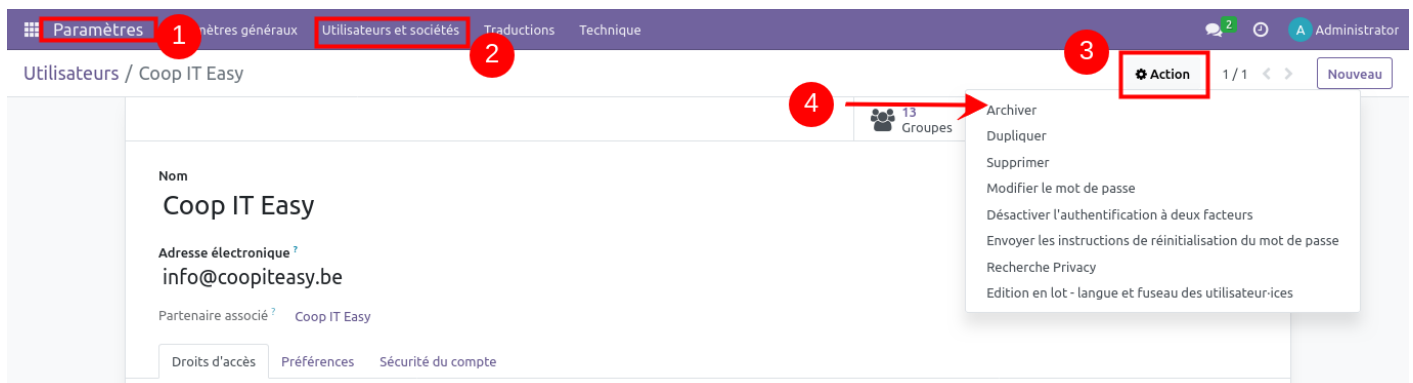 Paramètres 1 nètres généraux Utilisateurs et sociétés Traductions Technique 2 A Administrator
2
3
Utilisateurs / Coop IT Easy Action 1 / 1 Nouveau
4
13
Groupes
Archiver
Dupliquer
Supprimer
Modifier le mot de passe
Désactiver l'authentification à deux facteurs
Envoyer les instructions de réinitialisation du mot de passe
Recherche Privacy
Edition en lot - langue et fuseau des utilisateur·ices
Nom
Coop IT Easy
Adresse électronique ?
info@coopiteasy.be
Partenaire associé ? Coop IT Easy
Droits d'accès Préférences Sécurité du compte